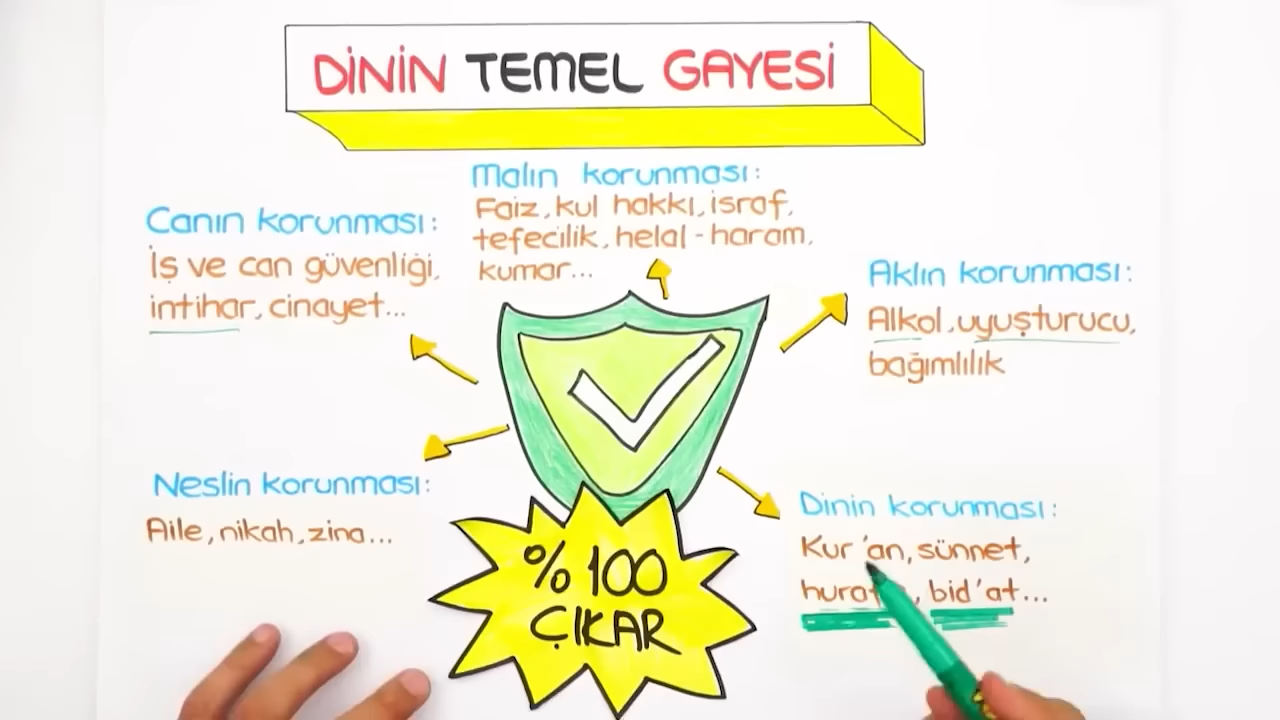 DİNİN TEMEL GAYESİ
Malın korunması:
Faiz, kul hakkı, israf,
tefecilik, helal-haram,
kumar...
Canın korunması:
İş ve can güvenliği,
intihar, cinayet...
Aklın korunması:
Alkol, uyuşturucu,
bağımlılık
Neslin korunması:
Aile, nikah, zina...
Dinin korunması:
Kur'an, sünnet,
bid'at...
%100
ÇIKAR